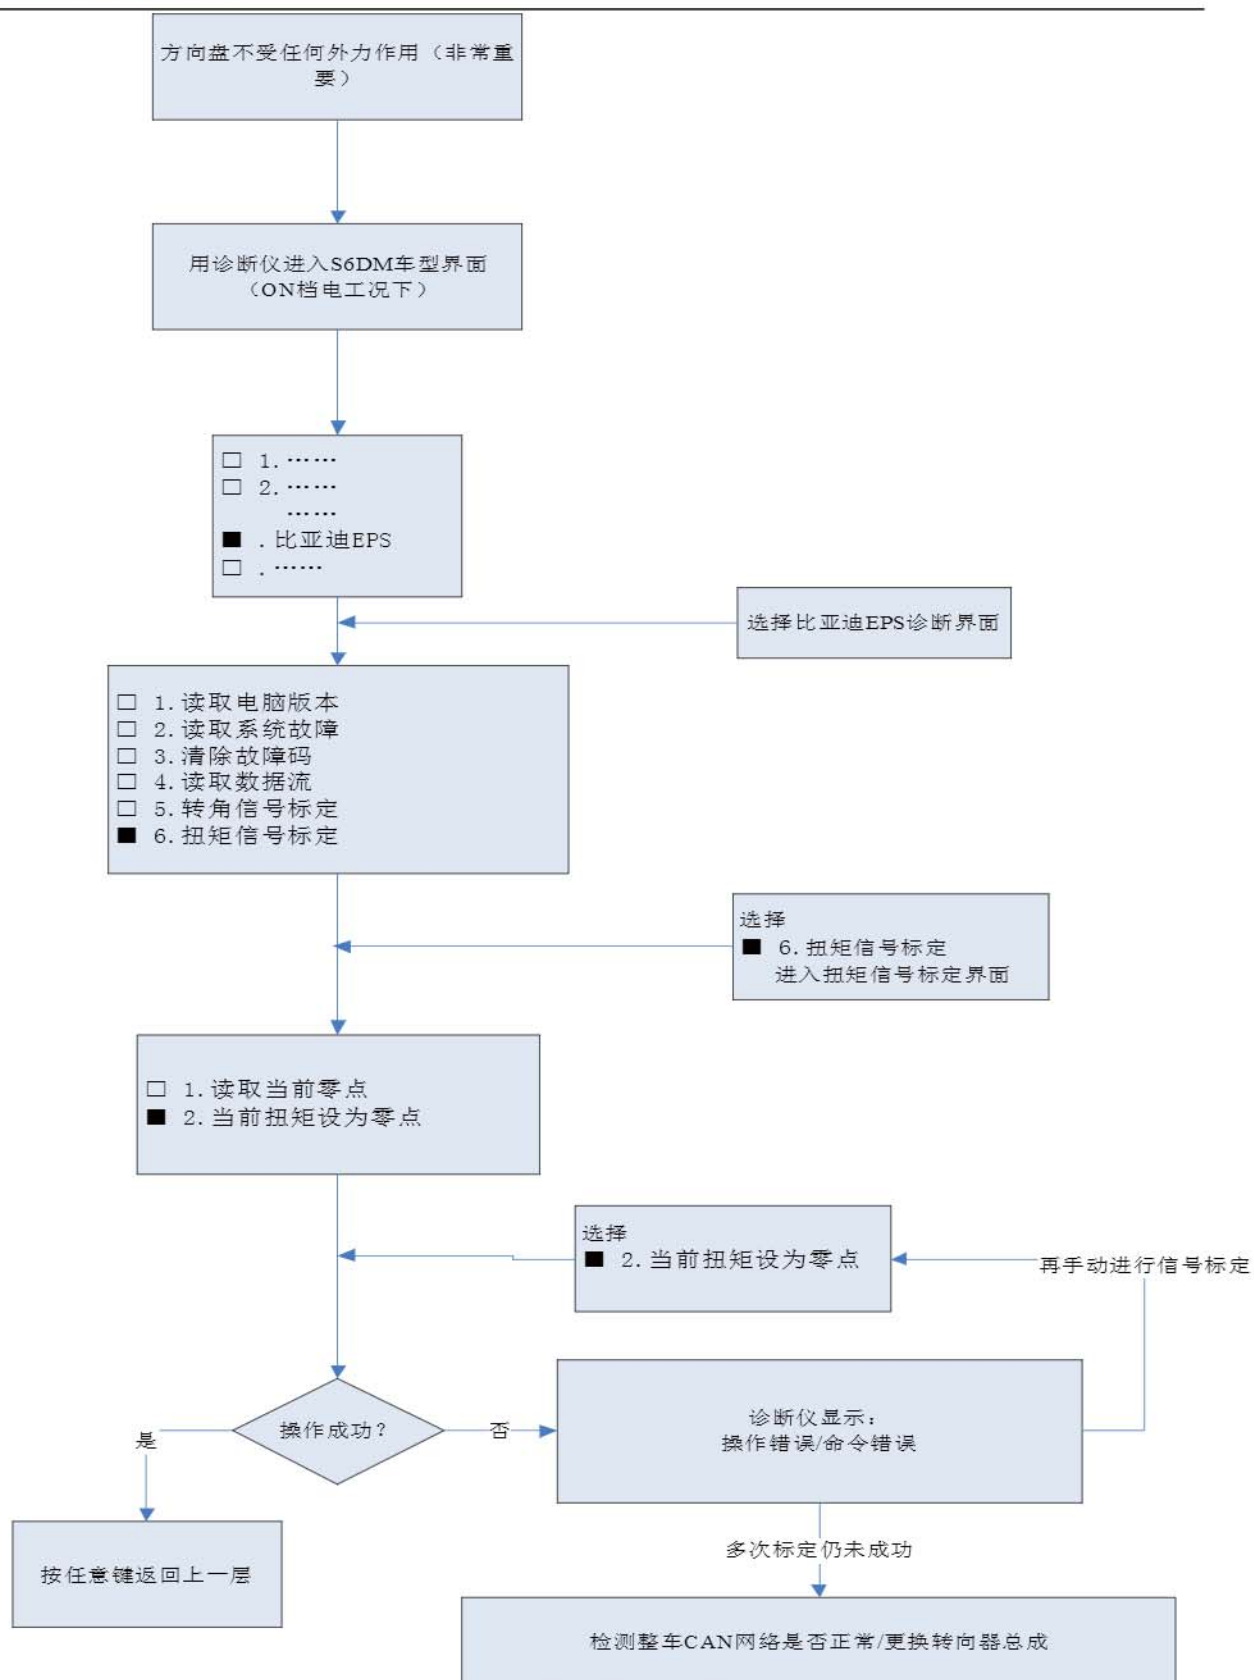 方向盘不受任何外力作用（非常重
要）
用诊断仪进入S6DM车型界面
（ON档电工况下）
□ 1.……
□ 2.……
……
■ .比亚迪EPS
□ .……
选择比亚迪EPS诊断界面
□ 1.读取电脑版本
□ 2.读取系统故障
□ 3.清除故障码
□ 4.读取数据流
□ 5.转角信号标定
■ 6.扭矩信号标定
选择
■ 6.扭矩信号标定
进入扭矩信号标定界面
□ 1.读取当前零点
■ 2.当前扭矩设为零点
选择
■ 2.当前扭矩设为零点
再手动进行信号标定
操作成功？
是
否
诊断仪显示：
操作错误/命令错误
按任意键返回上一层
多次标定仍未成功
检测整车CAN网络是否正常/更换转向器总成